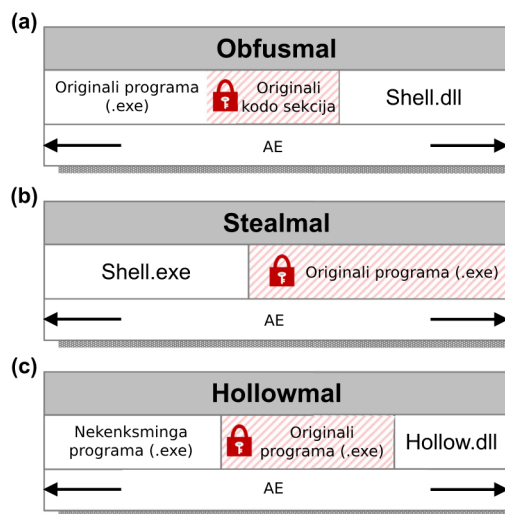 (a)
Obfusmal
Originali programa
(.exe)
Originali
kodo sekcija
Shell.dll
AE
(b)
Stealmal
Shell.exe
Originali programa (.exe)
AE
(c)
Hollowmal
Nekenksminga
programa (.exe)
Originali
programa (.exe)
Hollow.dll
AE